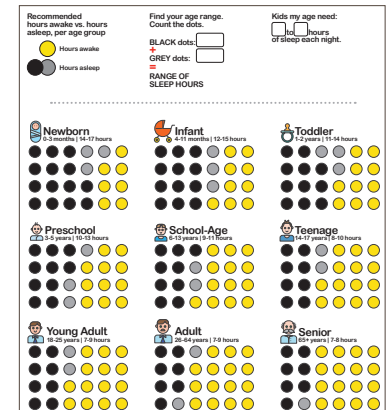 Recommended
hours awake vs. hours
asleep, per age group
Hours awake
Hours asleep
Find your age range.
Count the dots.
BLACK dots:
+
GREY dots:
=
RANGE OF
SLEEP HOURS
Kids my age need:
to hours
of sleep each night.
Newborn
0-3 months | 14-17 hours
Infant
4-11 months | 12-15 hours
Toddler
1-2 years | 11-14 hours
Preschool
3-5 years | 10-13 hours
School-Age
6-13 years | 9-11 hours
Teenage
14-17 years | 8-10 hours
Young Adult
18-25 years | 7-9 hours
Adult
26-64 years | 7-9 hours
Senior
65+ years | 7-8 hours